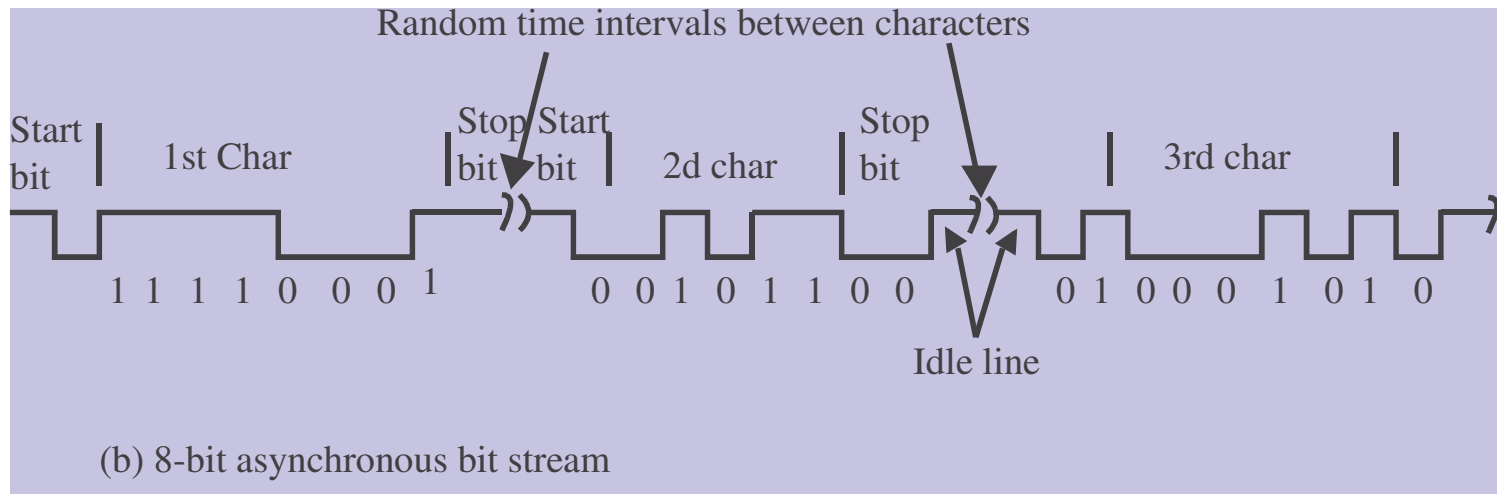 Random time intervals between characters
Start
bit
1st Char
Stop
bit
Start
bit
2d char
Stop
bit
3rd char
1 1 1 1 0 0 0 1
0 0 1 0 1 1 0 0
0 1 0 0 0 1 0 1 0
Idle line
(b) 8-bit asynchronous bit stream